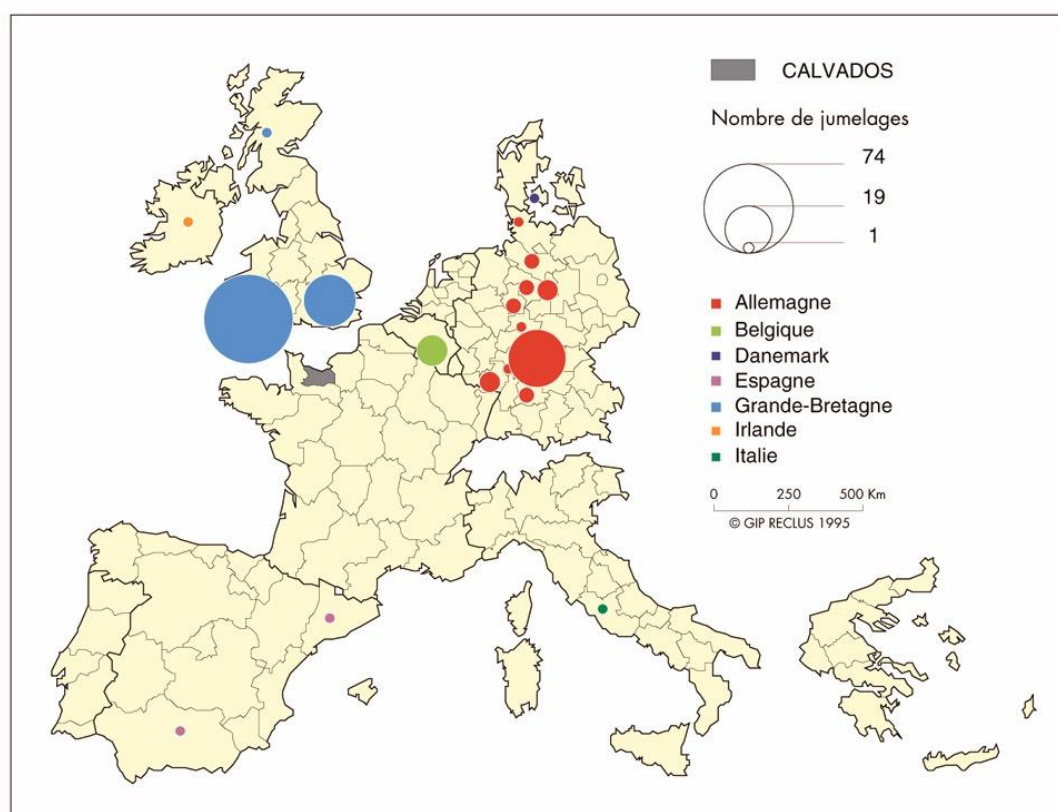 CALVADOS
Nombre de jumelages
74
19
1
Allemagne
Belgique
Danemark
Espagne
Grande-Bretagne
Irlande
Italie
0 250 500 Km
© GIP RECLUS 1995